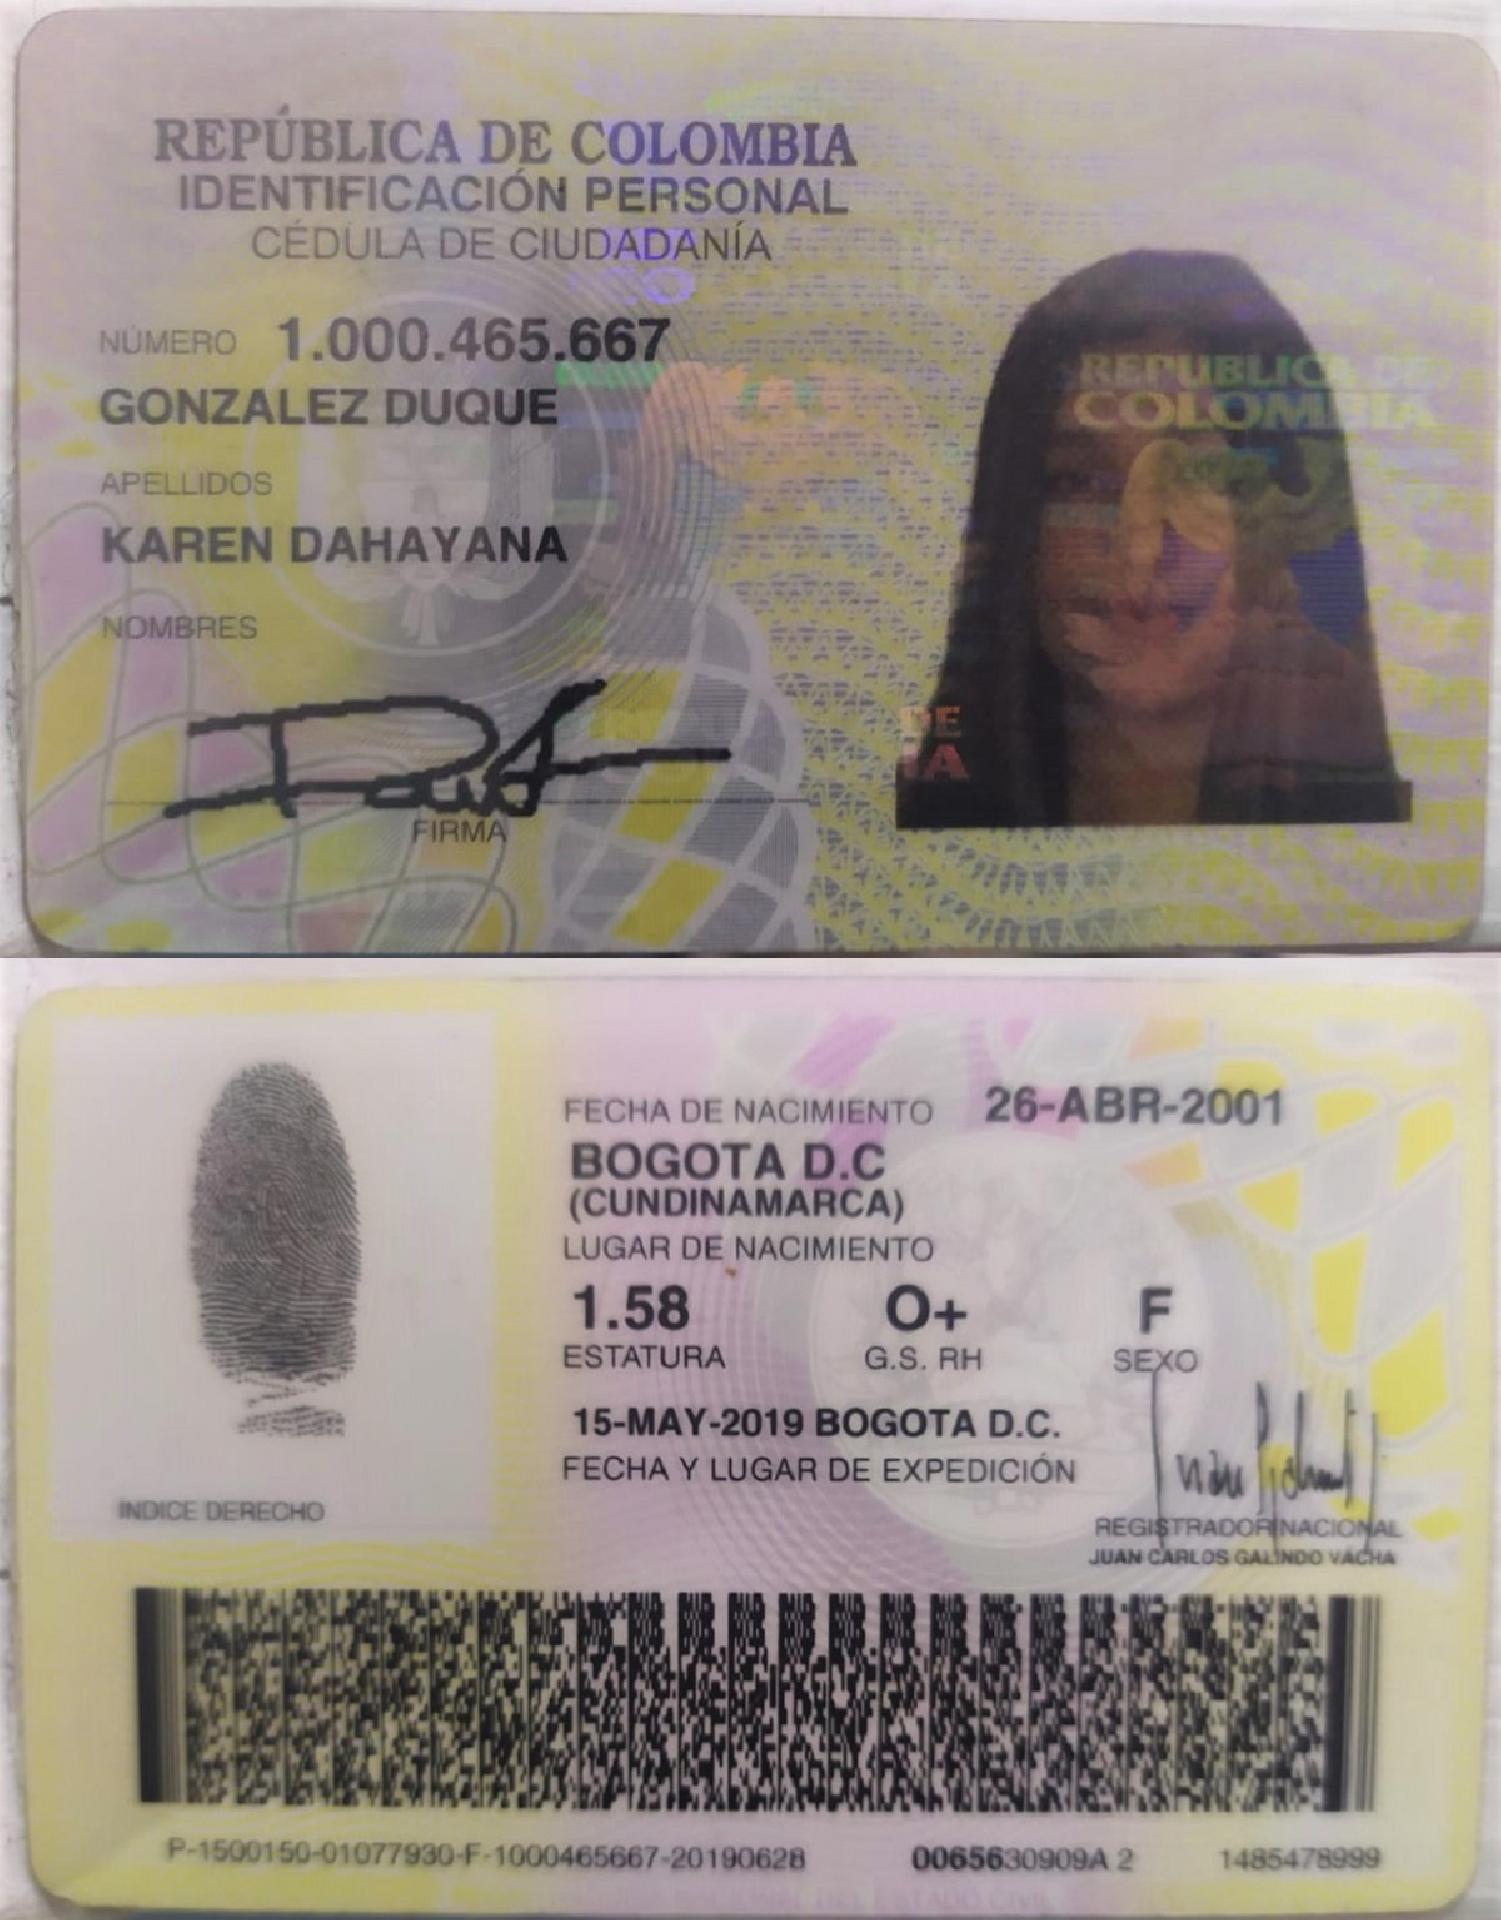 REPÚBLICA DE COLOMBIA
IDENTIFICACIÓN PERSONAL
CÉDULA DE CIUDADANÍA
NÚMERO 1.000.465.667
GONZALEZ DUQUE
APELLIDOS
KAREN DAHAYANA
NOMBRES
FIRMA
REPUBLICA DE
COLOMBIA
DE
IA
FECHA DE NACIMIENTO 26-ABR-2001
BOGOTA D.C
(CUNDINAMARCA)
LUGAR DE NACIMIENTO
1.58 O+ F
ESTATURA G.S. RH SEXO
15-MAY-2019 BOGOTA D.C.
FECHA Y LUGAR DE EXPEDICIÓN
INDICE DERECHO
REGISTRADOR NACIONAL
JUAN CARLOS GALINDO VACHA
P-1500150-01077930-F-1000465667-20190628 0065630909A 2 1485478999